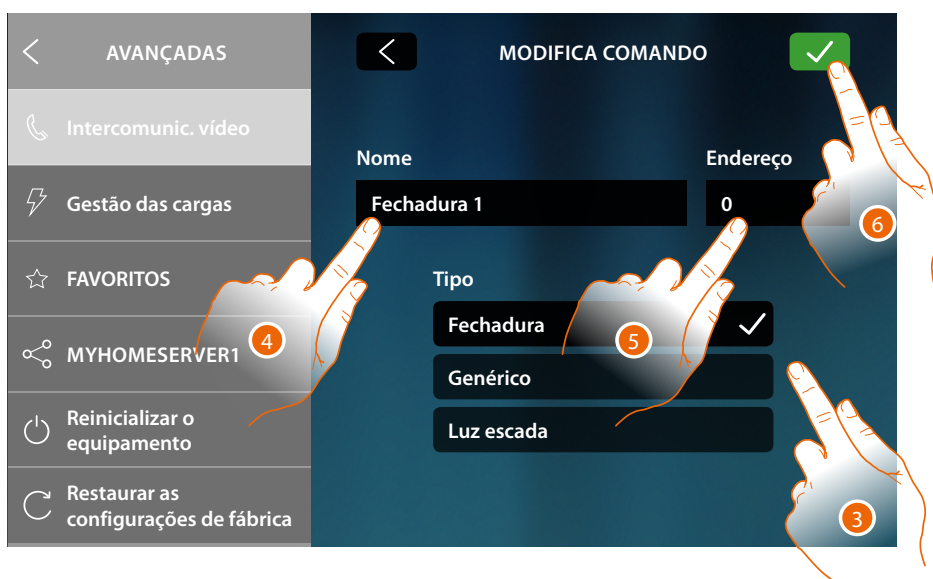 AVANÇADAS
Intercomunic. vídeo
Gestão das cargas
FAVORITOS
MYHOMESERVER1
Reinicializar o
equipamento
Restaurar as
configurações de fábrica
MODIFICA COMANDO
Nome
Endereço
Fechadura 1
0
Tipo
Fechadura
Genérico
Luz escada
4
5
6
3